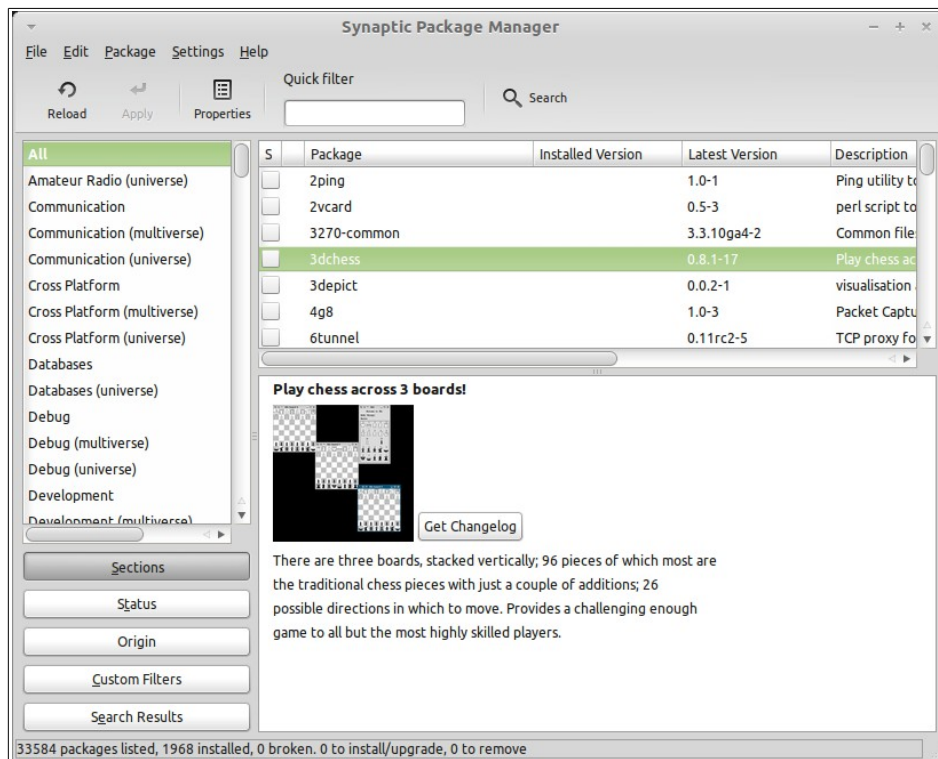 Synaptic Package Manager
File Edit Package Settings Help
Quick filter
Reload Apply Properties Search
All
Amateur Radio (universe)
Communication
Communication (multiverse)
Communication (universe)
Cross Platform
Cross Platform (multiverse)
Cross Platform (universe)
Databases
Databases (universe)
Debug
Debug (multiverse)
Debug (universe)
Development
Development (multiverse)
Sections
Status
Origin
Custom Filters
Search Results
S Package Installed Version Latest Version Description
2ping 1.0-1 Ping utility to
2vcard 0.5-3 perl script to
3270-common 3.3.10ga4-2 Common file
3dchess 0.8.1-17 Play chess ac
3depict 0.0.2-1 visualisation
4g8 1.0-3 Packet Captu
6tunnel 0.11rc2-5 TCP proxy fo
Play chess across 3 boards!
Get Changelog
There are three boards, stacked vertically; 96 pieces of which most are
the traditional chess pieces with just a couple of additions; 26
possible directions in which to move. Provides a challenging enough
game to all but the most highly skilled players.
33584 packages listed, 1968 installed, 0 broken. 0 to install/upgrade, 0 to remove